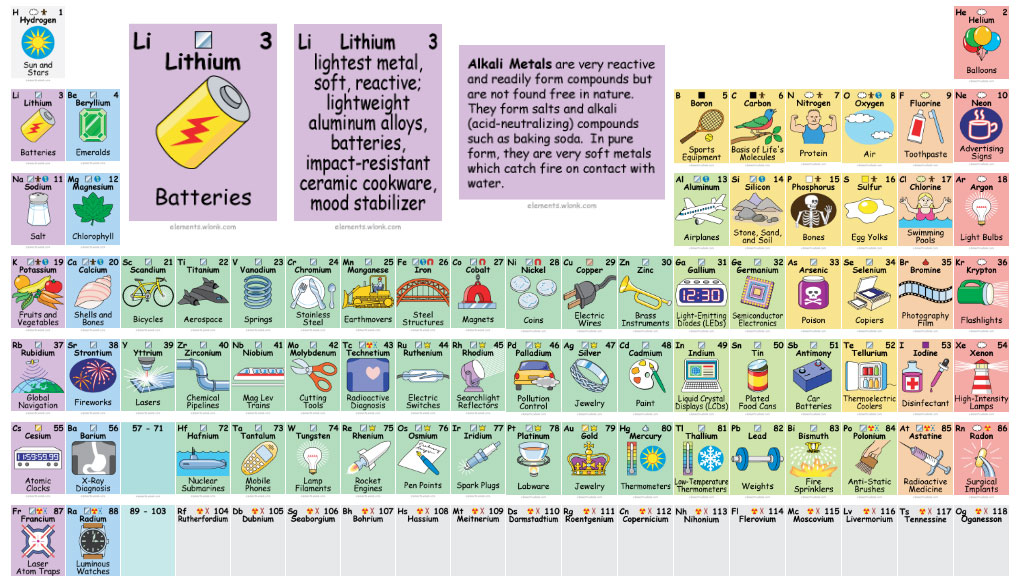 H 1
Hydrogen
Sun and
Stars
He 2
Helium
Balloons
Li 3
Lithium
Batteries
elements.wlonk.com
Li Lithium 3
lightest metal,
soft, reactive;
lightweight
aluminum alloys,
batteries,
impact-resistant
ceramic cookware,
mood stabilizer
elements.wlonk.com
Alkali Metals are very reactive
and readily form compounds but
are not found free in nature.
They form salts and alkali
(acid-neutralizing) compounds
such as baking soda. In pure
form, they are very soft metals
which catch fire on contact with
water.
elements.wlonk.com
Li 3
Lithium
Batteries
Be 4
Beryllium
Emeralds
B 5
Boron
Sports
Equipment
C 6
Carbon
Basis of Life's
Molecules
N 7
Nitrogen
Protein
O 8
Oxygen
Air
F 9
Fluorine
Toothpaste
Ne 10
Neon
Advertising
Signs
Na 11
Sodium
Salt
Mg 12
Magnesium
Chlorophyll
Al 13
Aluminum
Airplanes
Si 14
Silicon
Stone, Sand,
and Soil
P 15
Phosphorus
Bones
S 16
Sulfur
Egg Yolks
Cl 17
Chlorine
Swimming
Pools
Ar 18
Argon
Light Bulbs
K 19
Potassium
Fruits and
Vegetables
Ca 20
Calcium
Shells and
Bones
Sc 21
Scandium
Bicycles
Ti 22
Titanium
Aerospace
V 23
Vanadium
Springs
Cr 24
Chromium
Stainless
Steel
Mn 25
Manganese
Earthmovers
Fe 26
Iron
Steel
Structures
Co 27
Cobalt
Magnets
Ni 28
Nickel
Coins
Cu 29
Copper
Electric
Wires
Zn 30
Zinc
Brass
Instruments
Ga 31
Gallium
12:30
Light-Emitting
Diodes (LEDs)
Ge 32
Germanium
Semiconductor
Electronics
As 33
Arsenic
Poison
Se 34
Selenium
Copiers
Br 35
Bromine
Photography
Film
Kr 36
Krypton
Flashlights
Rb 37
Rubidium
Global
Navigation
Sr 38
Strontium
Fireworks
Y 39
Yttrium
Lasers
Zr 40
Zirconium
Chemical
Pipelines
Nb 41
Niobium
Mag Lev
Trains
Mo 42
Molybdenum
Cutting
Tools
Tc 43
Technetium
Radioactive
Diagnosis
Ru 44
Ruthenium
Electric
Switches
Rh 45
Rhodium
Searchlight
Reflectors
Pd 46
Palladium
Pollution
Control
Ag 47
Silver
Jewelry
Cd 48
Cadmium
Paint
In 49
Indium
Liquid Crystal
Displays (LCDs)
Sn 50
Tin
Plated
Food Cans
Sb 51
Antimony
Car
Batteries
Te 52
Tellurium
Thermoelectric
Coolers
I 53
Iodine
Disinfectant
Xe 54
Xenon
High-Intensity
Lamps
Cs 55
Cesium
1:59:59.99
Atomic
Clocks
Ba 56
Barium
X-Ray
Diagnosis
57 - 71
Hf 72
Hafnium
Nuclear
Submarines
Ta 73
Tantalum
Mobile
Phones
W 74
Tungsten
Lamp
Filaments
Re 75
Rhenium
Rocket
Engines
Os 76
Osmium
Pen Points
Ir 77
Iridium
Spark Plugs
Pt 78
Platinum
Labware
Au 79
Gold
Jewelry
Hg 80
Mercury
Thermometers
Tl 81
Thallium
Low-Temperature
Thermometers
Pb 82
Lead
Weights
Bi 83
Bismuth
Fire
Sprinklers
Po 84
Polonium
Anti-Static
Brushes
At 85
Astatine
Radioactive
Medicine
Rn 86
Radon
Surgical
Implants
Fr 87
Francium
Laser
Atom Traps
Ra 88
Radium
Luminous
Watches
89 - 103
Rf 104
Rutherfordium
Db 105
Dubnium
Sg 106
Seaborgium
Bh 107
Bohrium
Hs 108
Hassium
Mt 109
Meitnerium
Ds 110
Darmstadtium
Rg 111
Roentgenium
Cn 112
Copernicium
Nh 113
Nihonium
Fl 114
Flerovium
Mc 115
Moscovium
Lv 116
Livermorium
Ts 117
Tennessine
Og 118
Oganesson